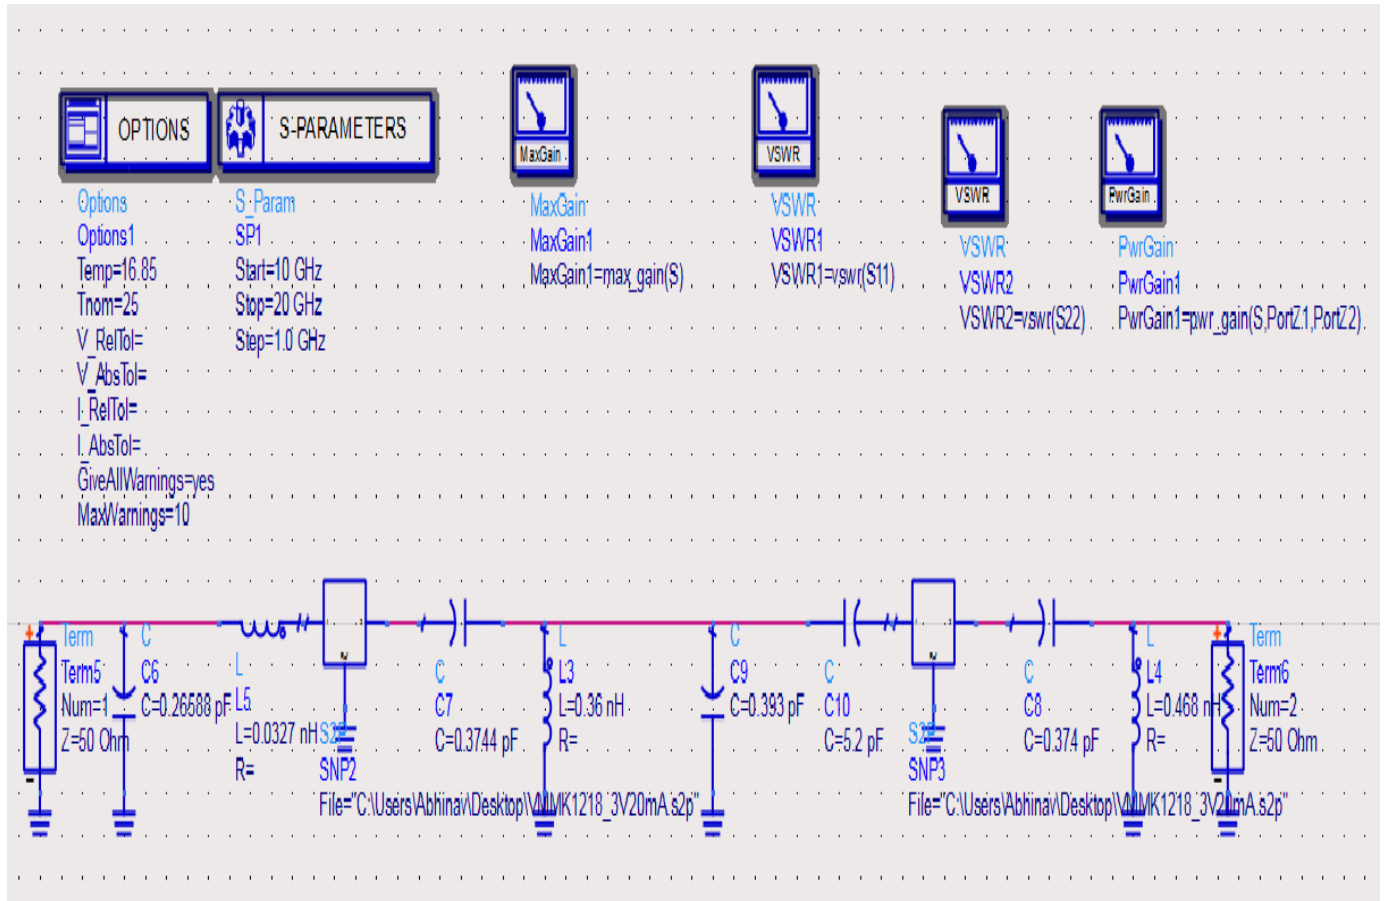 OPTIONS
S-PARAMETERS
MaxGain
VSWR
VSWR
PwrGain
Options
Options1
Temp=16.85
Tnom=25
V_RelTol=
V_AbsTol=
I_RelTol=
I_AbsTol=
GiveAllWarnings=yes
MaxWarnings=10
S_Param
SP1
Start=10 GHz
Stop=20 GHz
Step=1.0 GHz
MaxGain
MaxGain1
MaxGain1=max_gain(S)
VSWR
VSWR1
VSWR1=vswr(S11)
VSWR
VSWR2
VSWR2=vswr(S22)
PwrGain
PwrGain1
PwrGain1=pwr_gain(S,PortZ1,PortZ2)
Term
Term5
Num=1
Z=50 Ohm
C
C6
C=0.26588 pF
L
L5
L=0.0327 nH
R=
SNP2
File="C:\Users\Abhinav\Desktop\VMMK1218_3V20mA.s2p"
C
C7
C=0.3744 pF
L
L3
L=0.36 nH
R=
C
C9
C=0.393 pF
C
C10
C=5.2 pF
SNP3
File="C:\Users\Abhinav\Desktop\VMMK1218_3V20mA.s2p"
C
C8
C=0.374 pF
L
L4
L=0.468 nH
R=
Term
Term6
Num=2
Z=50 Ohm